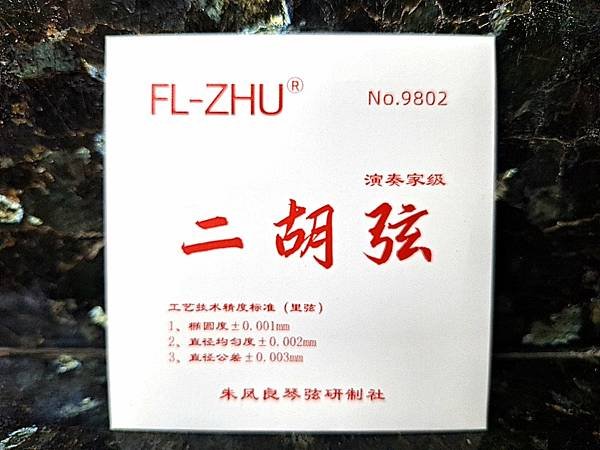 FL-ZHU®
No.9802
演奏家级
二胡弦
工艺技术精度标准（里弦）
1、椭圆度±0.001mm
2、直径均匀度±0.002mm
3、直径公差±0.003mm
朱风良琴弦研制社